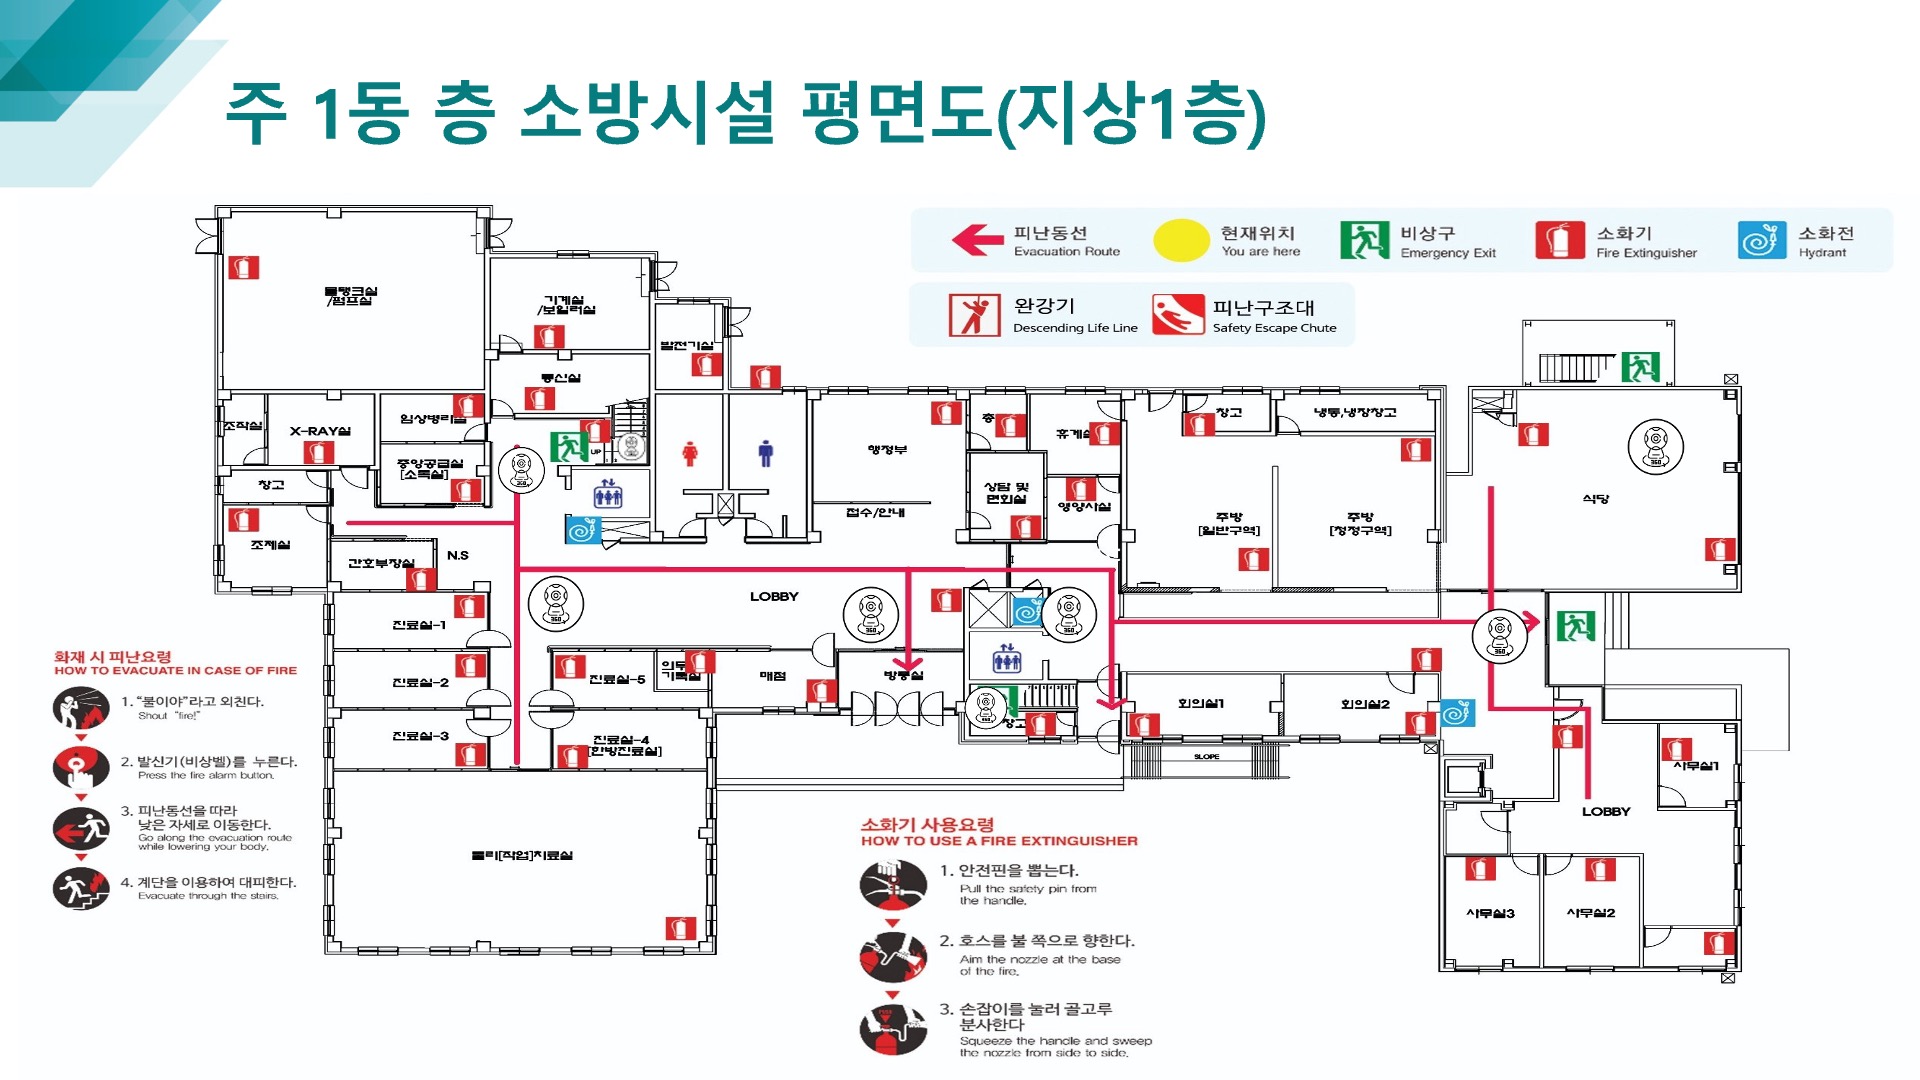 주 1동 층 소방시설 평면도(지상1층)
피난동선
Evacuation Route
현재위치
You are here
비상구
Emergency Exit
소화기
Fire Extinguisher
소화전
Hydrant
완강기
Descending Life Line
피난구조대
Safety Escape Chute
물탱크실
/펌프실
기계실
/보일러실
발전기실
통신실
조작실
X-RAY실
임상병리실
중앙공급실
[소독실]
창고
조제실
간호부장실
N.S
UP
행정부
접수/안내
휴게실
상담 및
면회실
영양사실
창고
냉동,냉장창고
주방
[일반구역]
주방
[청정구역]
식당
LOBBY
진료실-1
진료실-2
진료실-3
진료실-5
의무
기록실
매점
방풍실
진료실-4
[한방진료실]
창고
회의실1
회의실2
SLOPE
물리[작업]치료실
사무실1
LOBBY
사무실3
사무실2
360
360
360
360
360
360
360
화재 시 피난요령
HOW TO EVACUATE IN CASE OF FIRE
1. “불이야”라고 외친다.
Shout “fire!”
2. 발신기(비상벨)를 누른다.
Press the fire alarm button.
3. 피난동선을 따라
낮은 자세로 이동한다.
Go along the evacuation route
while lowering your body.
4. 계단을 이용하여 대피한다.
Evacuate through the stairs.
소화기 사용요령
HOW TO USE A FIRE EXTINGUISHER
1. 안전핀을 뽑는다.
Pull the safety pin from
the handle.
2. 호스를 불 쪽으로 향한다.
Aim the nozzle at the base
of the fire.
3. 손잡이를 눌러 골고루
분사한다
Squeeze the handle and sweep
the nozzle from side to side.